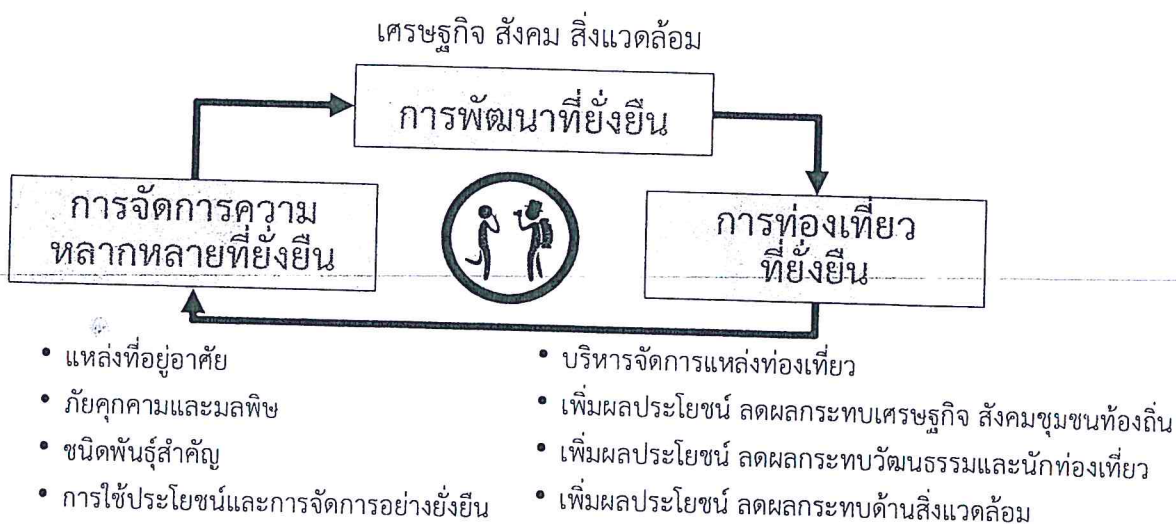 เศรษฐกิจ สังคม สิ่งแวดล้อม
การพัฒนาที่ยั่งยืน
การจัดการความ
หลากหลายที่ยั่งยืน
การท่องเที่ยว
ที่ยั่งยืน
• แหล่งที่อยู่อาศัย
• ภัยคุกคามและมลพิษ
• ชนิดพันธุ์สำคัญ
• การใช้ประโยชน์และการจัดการอย่างยั่งยืน
• บริหารจัดการแหล่งท่องเที่ยว
• เพิ่มผลประโยชน์ ลดผลกระทบเศรษฐกิจ สังคมชุมชนท้องถิ่น
• เพิ่มผลประโยชน์ ลดผลกระทบวัฒนธรรมและนักท่องเที่ยว
• เพิ่มผลประโยชน์ ลดผลกระทบด้านสิ่งแวดล้อม